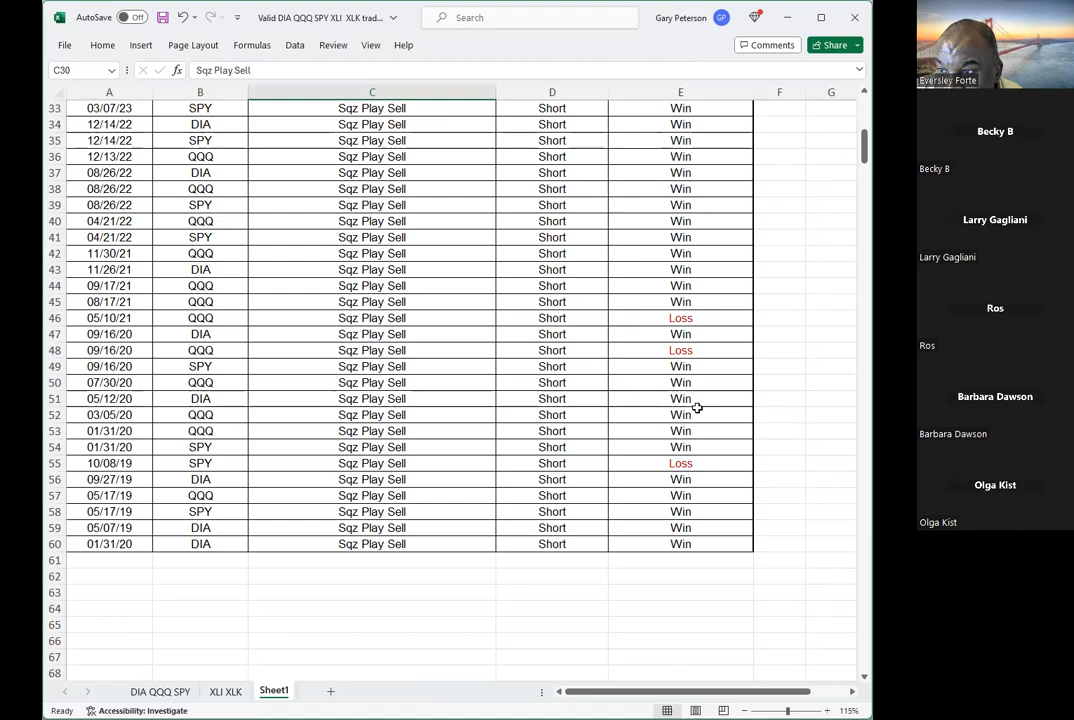 AutoSave Off Valid DIA QQQ SPY XLI XLK trad... Search Gary Peterson GP
File Home Insert Page Layout Formulas Data Review View Help Comments Share
C30 fx Sqz Play Sell
A B C D E F G
33 03/07/23 SPY Sqz Play Sell Short Win
34 12/14/22 DIA Sqz Play Sell Short Win
35 12/14/22 SPY Sqz Play Sell Short Win
36 12/13/22 QQQ Sqz Play Sell Short Win
37 08/26/22 DIA Sqz Play Sell Short Win
38 08/26/22 QQQ Sqz Play Sell Short Win
39 08/26/22 SPY Sqz Play Sell Short Win
40 04/21/22 QQQ Sqz Play Sell Short Win
41 04/21/22 SPY Sqz Play Sell Short Win
42 11/30/21 QQQ Sqz Play Sell Short Win
43 11/26/21 DIA Sqz Play Sell Short Win
44 09/17/21 QQQ Sqz Play Sell Short Win
45 08/17/21 QQQ Sqz Play Sell Short Win
46 05/10/21 QQQ Sqz Play Sell Short Loss
47 09/16/20 DIA Sqz Play Sell Short Win
48 09/16/20 QQQ Sqz Play Sell Short Loss
49 09/16/20 SPY Sqz Play Sell Short Win
50 07/30/20 QQQ Sqz Play Sell Short Win
51 05/12/20 DIA Sqz Play Sell Short Win
52 03/05/20 QQQ Sqz Play Sell Short Win
53 01/31/20 QQQ Sqz Play Sell Short Win
54 01/31/20 SPY Sqz Play Sell Short Win
55 10/08/19 SPY Sqz Play Sell Short Loss
56 09/27/19 DIA Sqz Play Sell Short Win
57 05/17/19 QQQ Sqz Play Sell Short Win
58 05/17/19 SPY Sqz Play Sell Short Win
59 05/07/19 DIA Sqz Play Sell Short Win
60 01/31/20 DIA Sqz Play Sell Short Win
61
62
63
64
65
66
67
68
DIA QQQ SPY XLI XLK Sheet1
Ready Accessibility: Investigate 115%
Eversley Forte
Becky B
Becky B
Larry Gagliani
Larry Gagliani
Ros
Ros
Barbara Dawson
Barbara Dawson
Olga Kist
Olga Kist